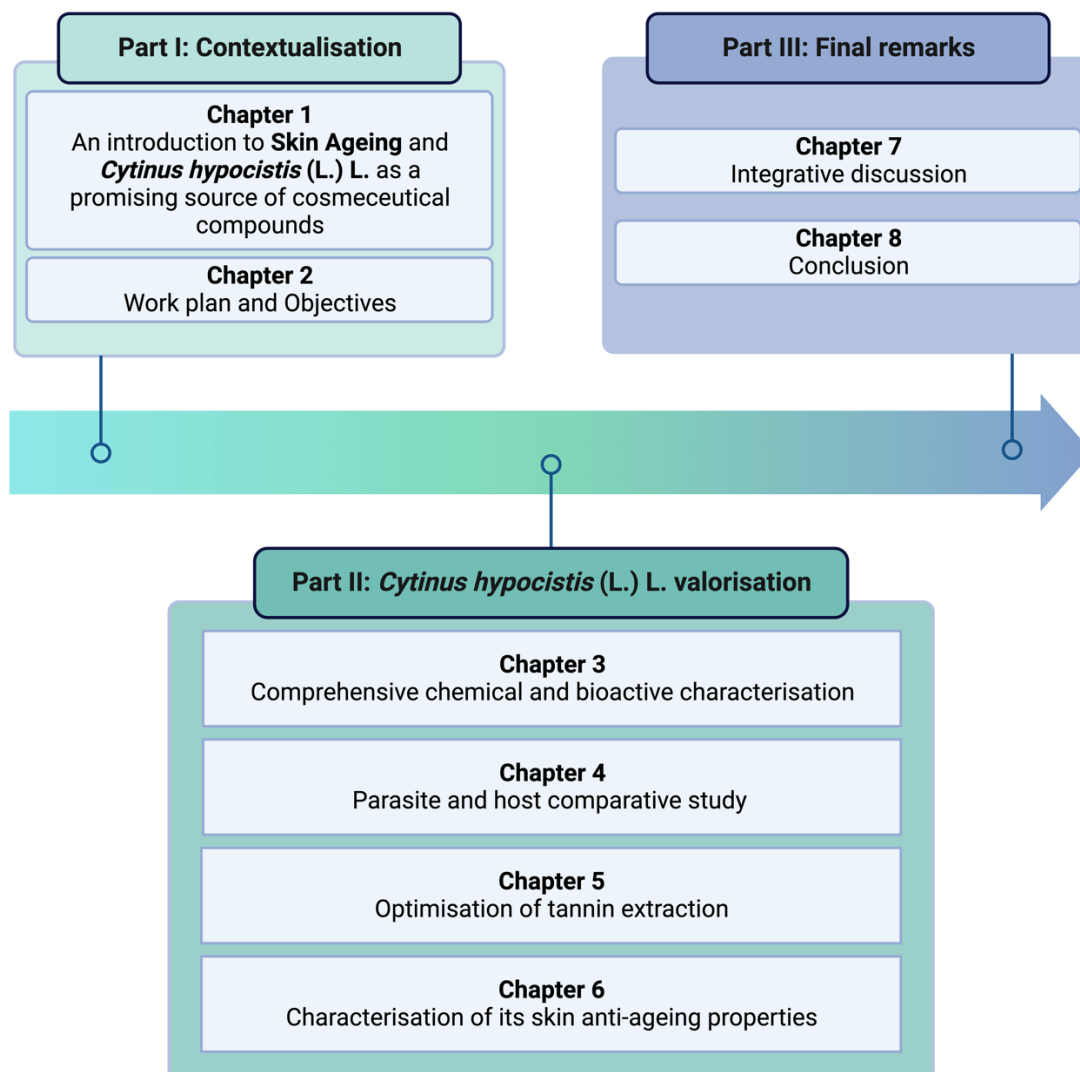 Part I: Contextualisation
Chapter 1
An introduction to Skin Ageing and
Cytinus hypocistis (L.) L. as a
promising source of cosmeceutical
compounds
Chapter 2
Work plan and Objectives
Part III: Final remarks
Chapter 7
Integrative discussion
Chapter 8
Conclusion
Part II: Cytinus hypocistis (L.) L. valorisation
Chapter 3
Comprehensive chemical and bioactive characterisation
Chapter 4
Parasite and host comparative study
Chapter 5
Optimisation of tannin extraction
Chapter 6
Characterisation of its skin anti-ageing properties